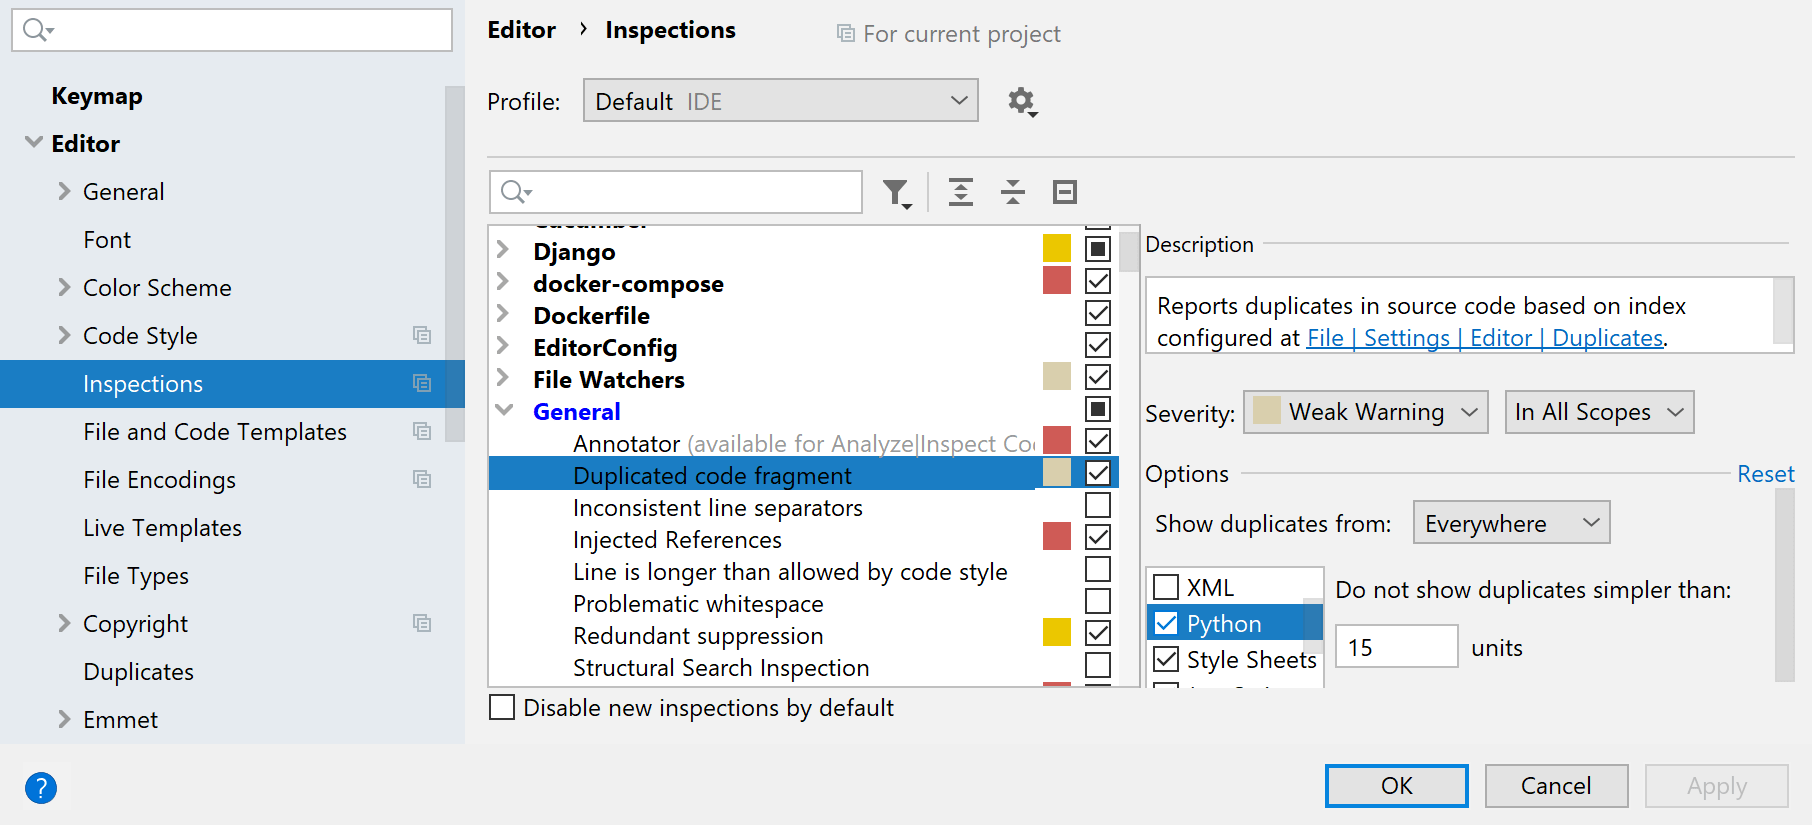 Keymap
Editor
General
Font
Color Scheme
Code Style
Inspections
File and Code Templates
File Encodings
Live Templates
File Types
Copyright
Duplicates
Emmet
?
Editor › Inspections
For current project
Profile: Default IDE
Cucumber
Django
docker-compose
Dockerfile
EditorConfig
File Watchers
General
Annotator (available for Analyze|Inspect Co
Duplicated code fragment
Inconsistent line separators
Injected References
Line is longer than allowed by code style
Problematic whitespace
Redundant suppression
Structural Search Inspection
Disable new inspections by default
Description
Reports duplicates in source code based on index
configured at File | Settings | Editor | Duplicates.
Severity: Weak Warning In All Scopes
Options Reset
Show duplicates from: Everywhere
XML
Python
Style Sheets
Do not show duplicates simpler than:
15 units
OK Cancel Apply